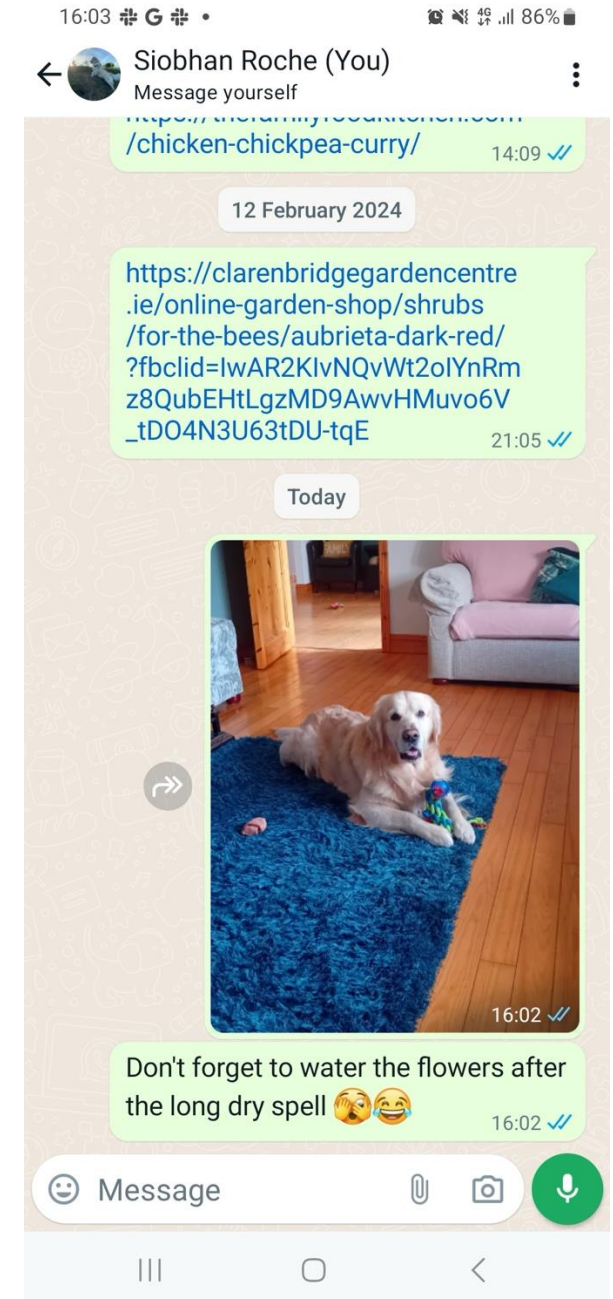 16:03 G 4G 86%
Siobhan Roche (You)
Message yourself
/chicken-chickpea-curry/
14:09
12 February 2024
https://clarenbridgegardencentre
.ie/online-garden-shop/shrubs
/for-the-bees/aubrieta-dark-red/
?fbclid=IwAR2KIvNQvWt2oIYnRm
z8QubEHtLgzMD9AwvHMuvo6V
_tDO4N3U63tDU-tqE
21:05
Today
FAMILY
16:02
Don't forget to water the flowers after
the long dry spell 🫣😂
16:02
Message